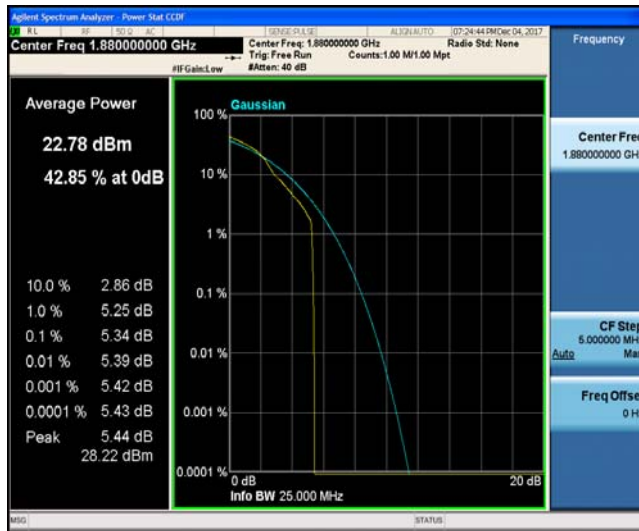 Agilent Spectrum Analyzer - Power Stat CCDF
RL RF 50 Ω AC SENSE:PULSE ALIGN AUTO 07:24:44 PM Dec 04, 2017
Center Freq 1.880000000 GHz
Center Freq: 1.880000000 GHz Radio Std: None
Trig: Free Run Counts:1.00 M/1.00 Mpt
#IFGain:Low #Atten: 40 dB
Frequency
Average Power
22.78 dBm
42.85 % at 0dB
10.0 % 2.86 dB
1.0 % 5.25 dB
0.1 % 5.34 dB
0.01 % 5.39 dB
0.001 % 5.42 dB
0.0001 % 5.43 dB
Peak 5.44 dB
28.22 dBm
Gaussian
100 %
10 %
1 %
0.1 %
0.01 %
0.001 %
0.0001 %
0 dB 20 dB
Info BW 25.000 MHz
Center Fre
1.880000000 GH
CF Step
5.000000 MH
Auto Ma
Freq Offse
0 H
MSG STATUS